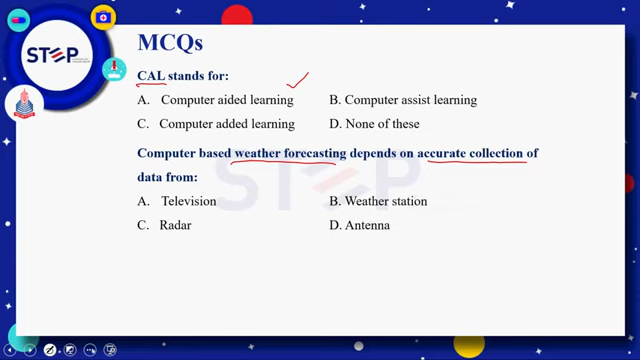 STEP
MCQs
CAL stands for:
A. Computer aided learning B. Computer assist learning
C. Computer added learning D. None of these
Computer based weather forecasting depends on accurate collection of
data from:
A. Television B. Weather station
C. Radar D. Antenna
STEP